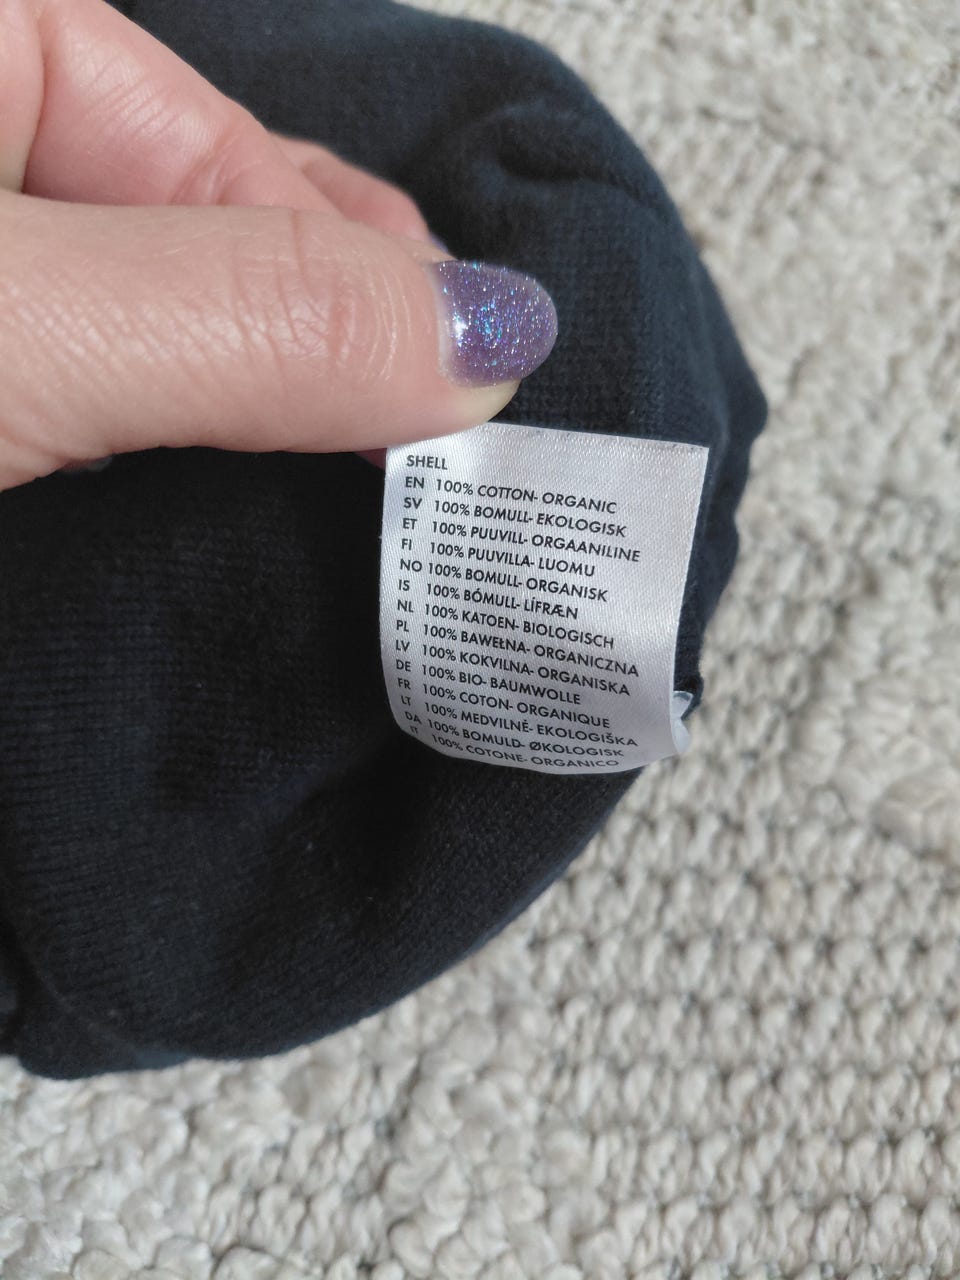 SHELL
EN 100% COTTON- ORGANIC
SV 100% BOMULL- EKOLOGISK
ET 100% PUUVILL- ORGAANILINE
FI 100% PUUVILLA- LUOMU
NO 100% BOMULL- ORGANISK
IS 100% BÓMULL- LÍFRÆN
NL 100% KATOEN- BIOLOGISCH
PL 100% BAWEŁNA- ORGANICZNA
LV 100% KOKVILNA- ORGANISKA
DE 100% BIO- BAUMWOLLE
FR 100% COTON- ORGANIQUE
LT 100% MEDVILNĖ- EKOLOGIŠKA
DA 100% BOMULD- ØKOLOGISK
IT 100% COTONE- ORGANICO